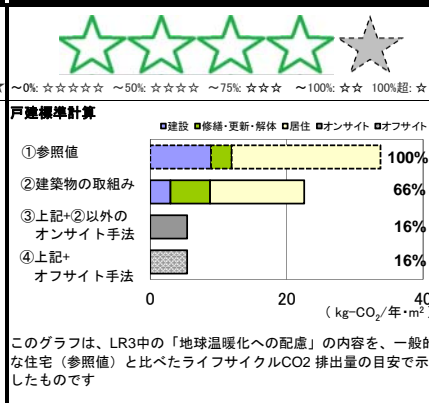 ～0%: ☆☆☆☆☆ ～50%: ☆☆☆☆ ～75%: ☆☆☆ ～100%: ☆☆ 100%超: ☆
戸建標準計算
■建設 ■修繕・更新・解体 ■居住 ■オンサイト ■オフサイト
①参照値 100%
②建築物の取組み 66%
③上記+②以外の
オンサイト手法 16%
④上記+
オフサイト手法 16%
0 20 40
( kg-CO₂/年・m²
このグラフは、LR3中の「地球温暖化への配慮」の内容を、一般的
な住宅（参照値）と比べたライフサイクルCO2 排出量の目安で示
したものです